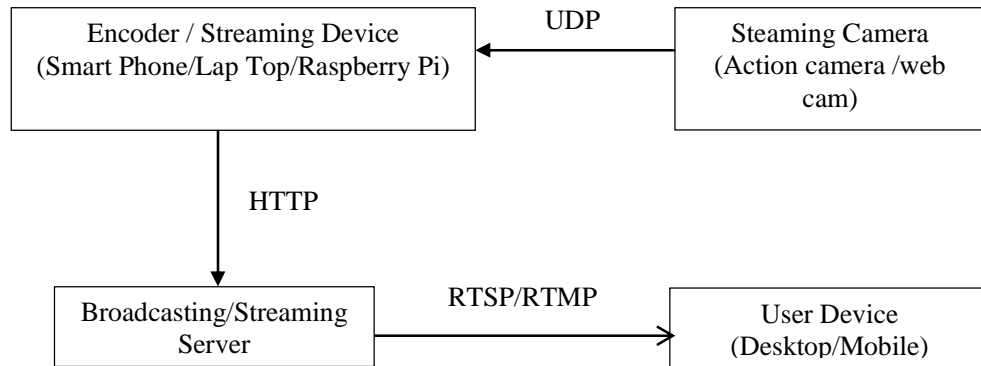 Encoder / Streaming Device
(Smart Phone/Lap Top/Raspberry Pi)
UDP
Steaming Camera
(Action camera /web
cam)
HTTP
Broadcasting/Streaming
Server
RTSP/RTMP
User Device
(Desktop/Mobile)